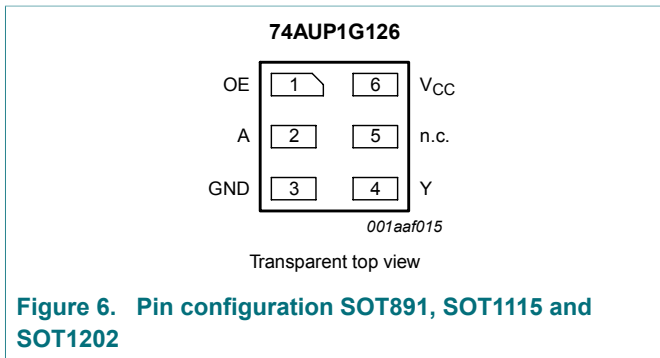 74AUP1G126
OE 1 6 VCC
A 2 5 n.c.
GND 3 4 Y
001aaf015
Transparent top view
Figure 6. Pin configuration SOT891, SOT1115 and
SOT1202